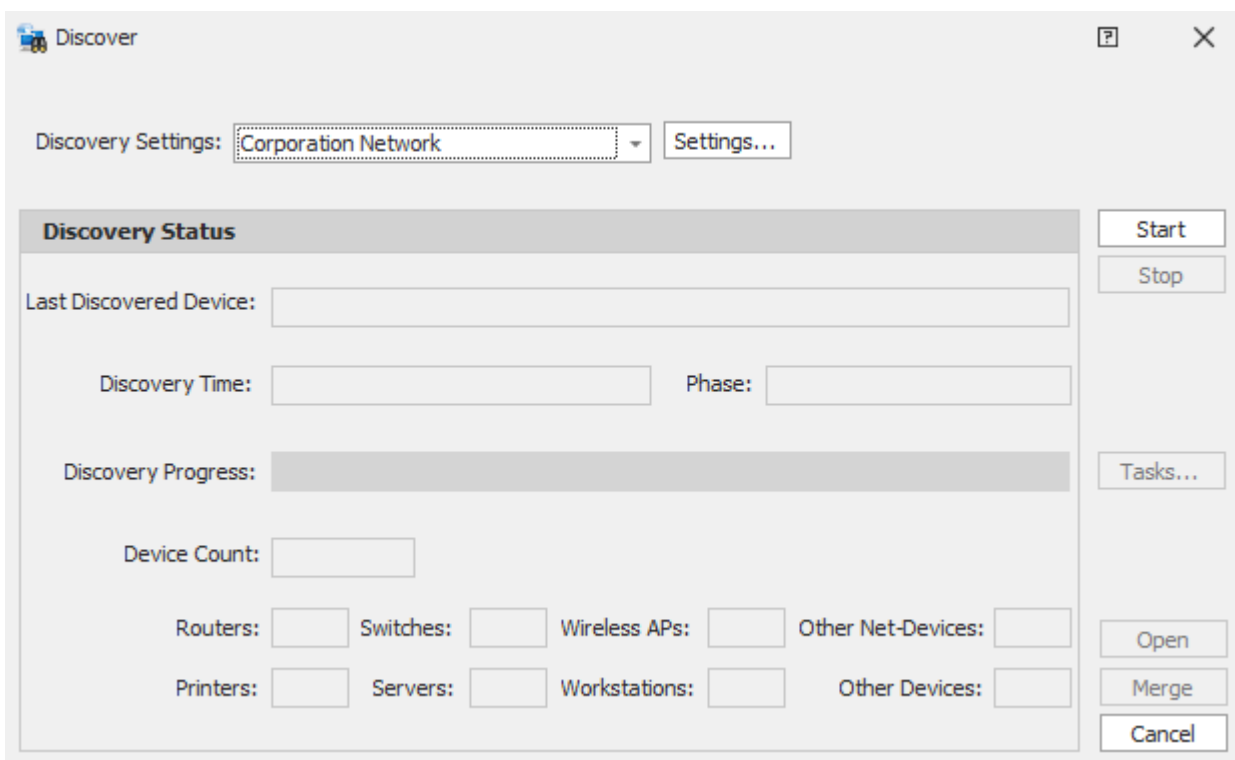 Discover
Discovery Settings: Corporation Network Settings...
Discovery Status
Start
Stop
Last Discovered Device:
Discovery Time: Phase:
Discovery Progress:
Tasks...
Device Count:
Routers: Switches: Wireless APs: Other Net-Devices:
Open
Printers: Servers: Workstations: Other Devices:
Merge
Cancel